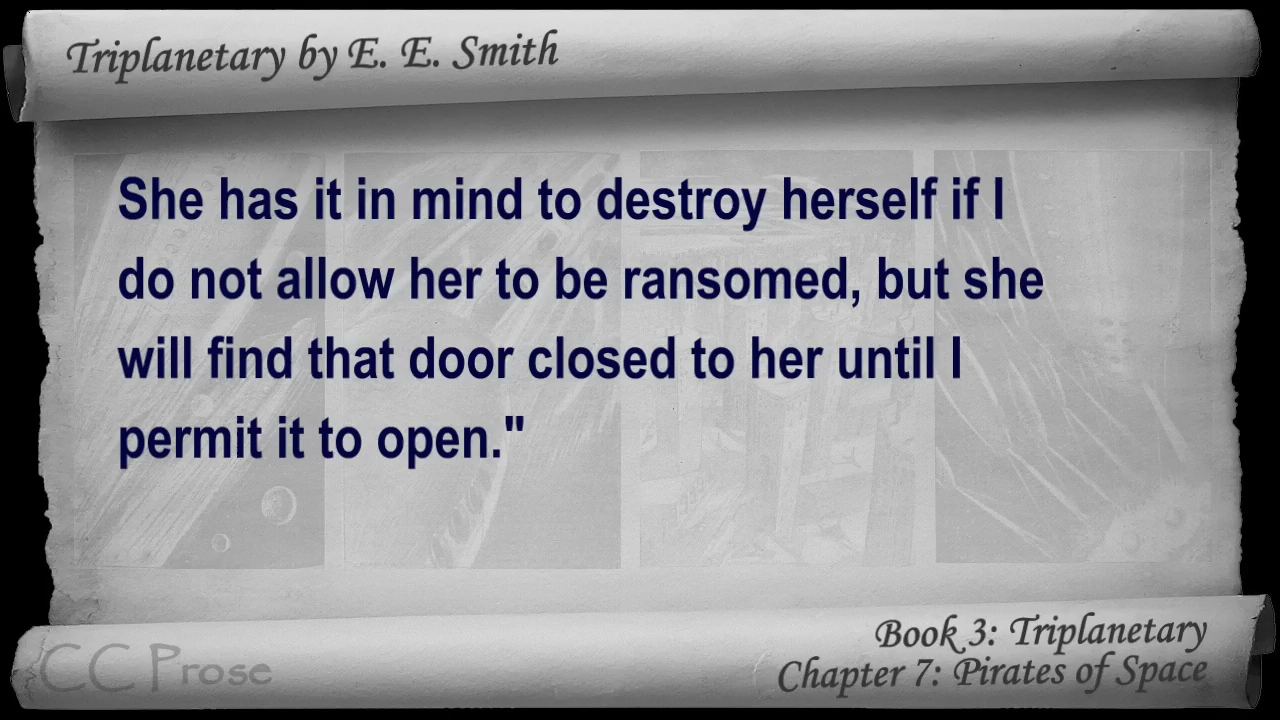 Triplanetary by E. E. Smith
She has it in mind to destroy herself if I
do not allow her to be ransomed, but she
will find that door closed to her until I
permit it to open."
Book 3: Triplanetary
Chapter 7: Pirates of Space
CC Prose